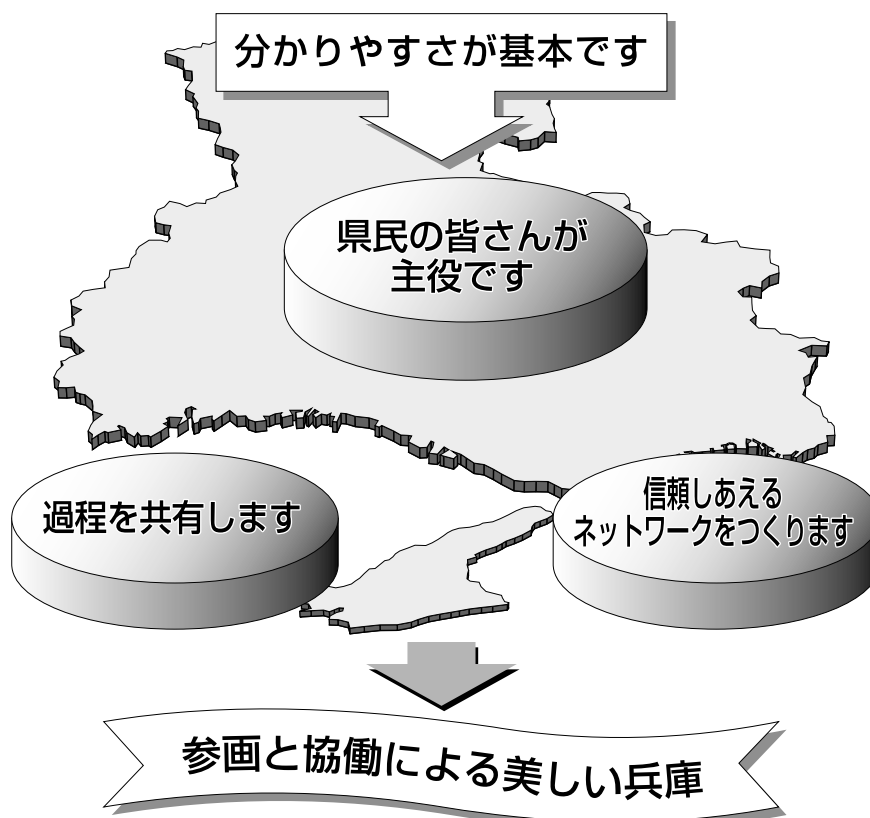 分かりやすさが基本です
県民の皆さんが
主役です
過程を共有します
信頼しあえる
ネットワークをつくります
参画と協働による美しい兵庫